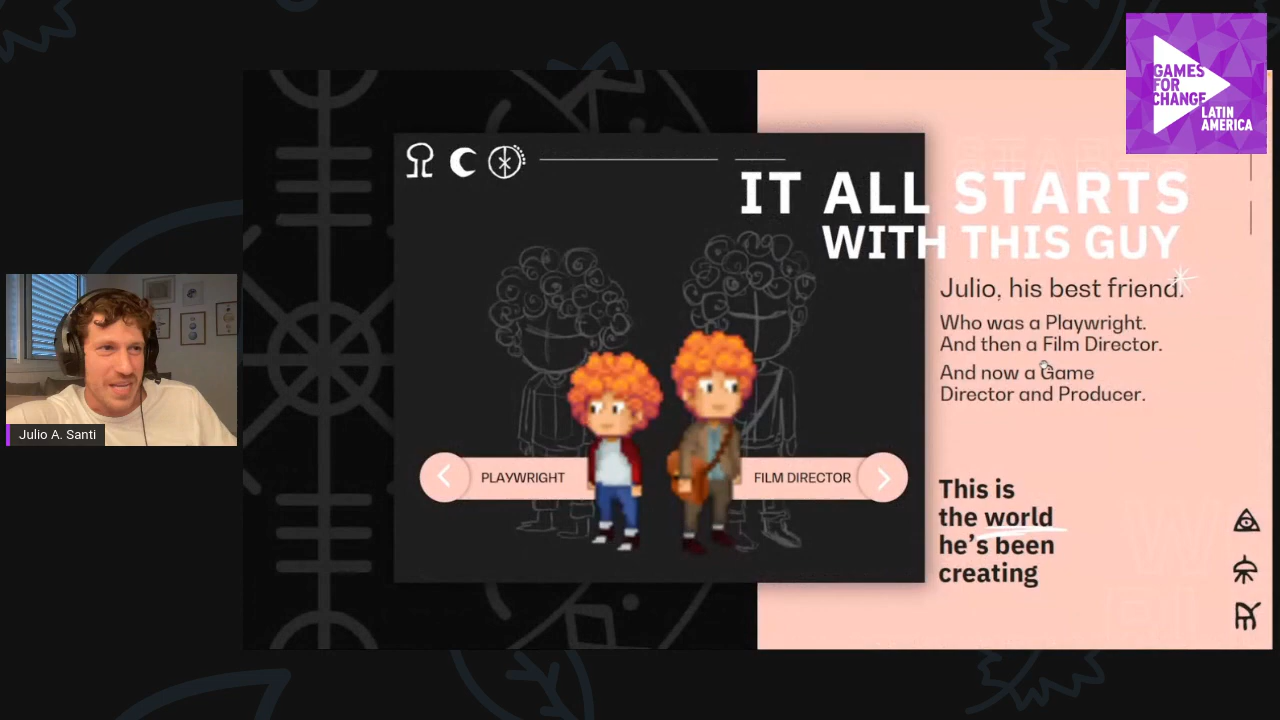 GAMES
FOR
CHANGE
LATIN
AMERICA
IT ALL STARTS
WITH THIS GUY
Julio, his best friend.
Who was a Playwright.
And then a Film Director.
And now a Game
Director and Producer.
PLAYWRIGHT
FILM DIRECTOR
This is
the world
he's been
creating
Julio A. Santi